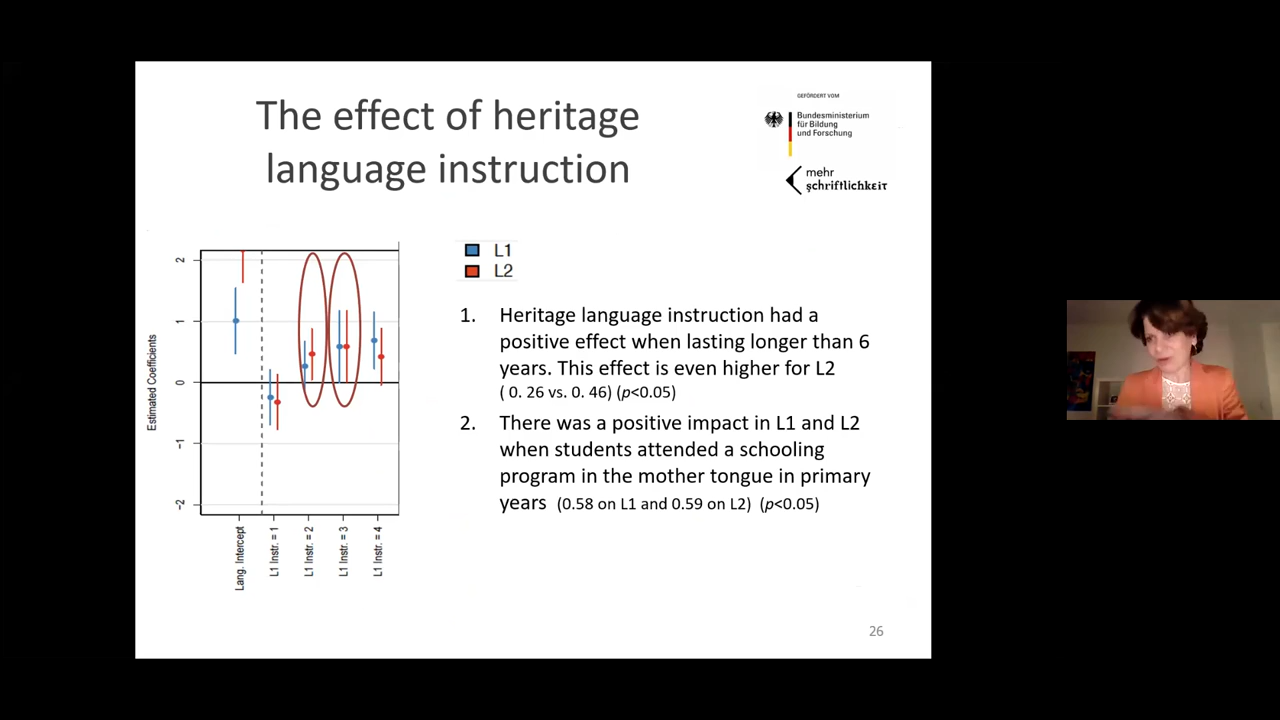 The effect of heritage
language instruction
GEFÖRDERT VOM
Bundesministerium
für Bildung
und Forschung
mehr
schriftlichkeit
2
1
0
-1
-2
Estimated Coefficients
Lang. Intercept
L1 Instr. = 1
L1 Instr. = 2
L1 Instr. = 3
L1 Instr. = 4
L1
L2
1. Heritage language instruction had a
positive effect when lasting longer than 6
years. This effect is even higher for L2
( 0. 26 vs. 0. 46) (p<0.05)
2. There was a positive impact in L1 and L2
when students attended a schooling
program in the mother tongue in primary
years (0.58 on L1 and 0.59 on L2) (p<0.05)
26